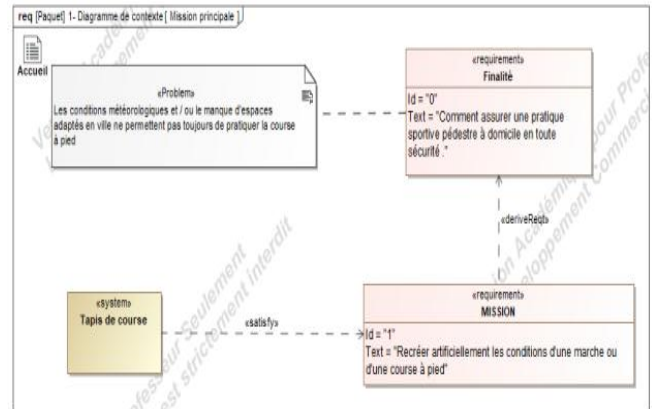 req [Paquet] 1- Diagramme de contexte [ Mission principale ]
Accueil
«Problem»
Les conditions météorologiques et / ou le manque d'espaces
adaptés en ville ne permettent pas toujours de pratiquer la course
à pied
«requirement»
Finalité
Id = "0"
Text = "Comment assurer une pratique
sportive pédestre à domicile en toute
sécurité ."
«deriveReqt»
«system»
Tapis de course
«satisfy»
«requirement»
MISSION
Id = "1"
Text = "Recréer artificiellement les conditions d'une marche ou
d'une course à pied"